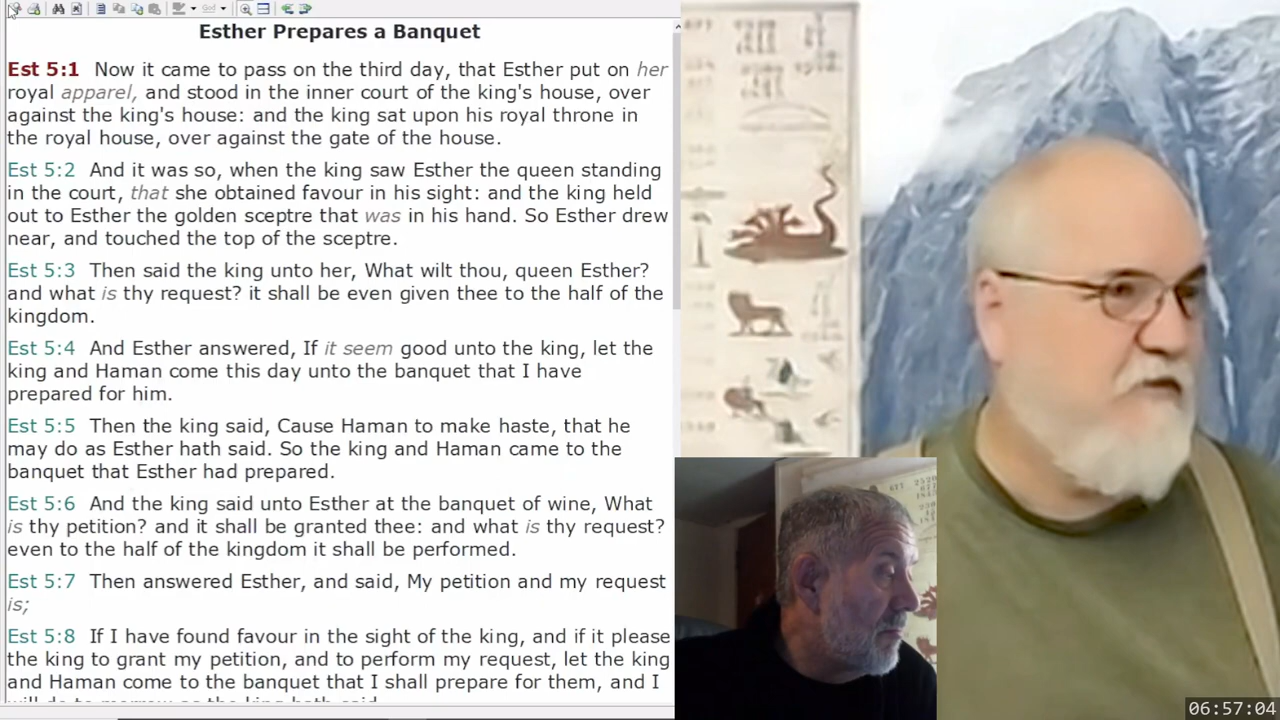 Esther Prepares a Banquet
Est 5:1 Now it came to pass on the third day, that Esther put on her
royal apparel, and stood in the inner court of the king's house, over
against the king's house: and the king sat upon his royal throne in
the royal house, over against the gate of the house.
Est 5:2 And it was so, when the king saw Esther the queen standing
in the court, that she obtained favour in his sight: and the king held
out to Esther the golden sceptre that was in his hand. So Esther drew
near, and touched the top of the sceptre.
Est 5:3 Then said the king unto her, What wilt thou, queen Esther?
and what is thy request? it shall be even given thee to the half of the
kingdom.
Est 5:4 And Esther answered, If it seem good unto the king, let the
king and Haman come this day unto the banquet that I have
prepared for him.
Est 5:5 Then the king said, Cause Haman to make haste, that he
may do as Esther hath said. So the king and Haman came to the
banquet that Esther had prepared.
Est 5:6 And the king said unto Esther at the banquet of wine, What
is thy petition? and it shall be granted thee: and what is thy request?
even to the half of the kingdom it shall be performed.
Est 5:7 Then answered Esther, and said, My petition and my request
is;
Est 5:8 If I have found favour in the sight of the king, and if it please
the king to grant my petition, and to perform my request, let the king
and Haman come to the banquet that I shall prepare for them, and I
06:57:04